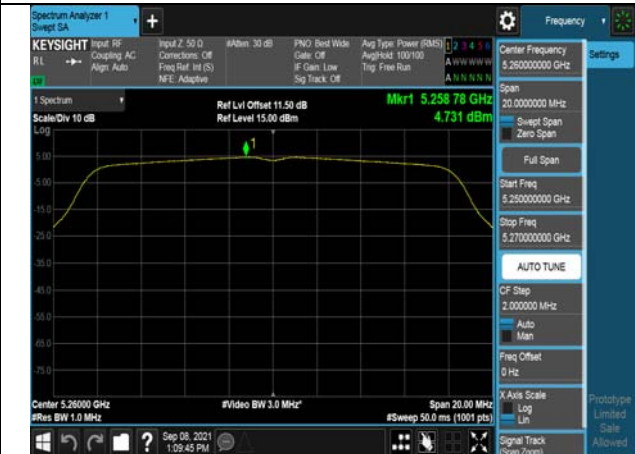 Spectrum Analyzer 1
Swept SA
+
Frequency
KEYSIGHT
RL
Input: RF
Coupling: AC
Align: Auto
Input Z: 50 Ω
Corrections: Off
Freq Ref: Int (S)
NFE: Adaptive
#Atten: 30 dB
PNO: Best Wide
Gate: Off
IF Gain: Low
Sig Track: Off
Avg Type: Power (RMS)
Avg|Hold: 100/100
Trig: Free Run
1 2 3 4 5 6
A W W W W W
A N N N N N
1 Spectrum
Scale/Div 10 dB
Ref Lvl Offset 11.50 dB
Ref Level 15.00 dBm
Mkr1 5.258 78 GHz
4.731 dBm
Log
1
5.00
-5.00
-15.0
-25.0
-35.0
-45.0
-55.0
-65.0
-75.0
Center 5.26000 GHz
#Res BW 1.0 MHz
#Video BW 3.0 MHz*
Span 20.00 MHz
#Sweep 50.0 ms (1001 pts)
Center Frequency
5.260000000 GHz
Settings
Span
20.0000000 MHz
Swept Span
Zero Span
Full Span
Start Freq
5.250000000 GHz
Stop Freq
5.270000000 GHz
AUTO TUNE
CF Step
2.000000 MHz
Auto
Man
Freq Offset
0 Hz
X Axis Scale
Log
Lin
Signal Track
(Span Zoom)
Prototype
Limited
Sale
Allowed
?
Sep 08, 2021
1:09:45 PM